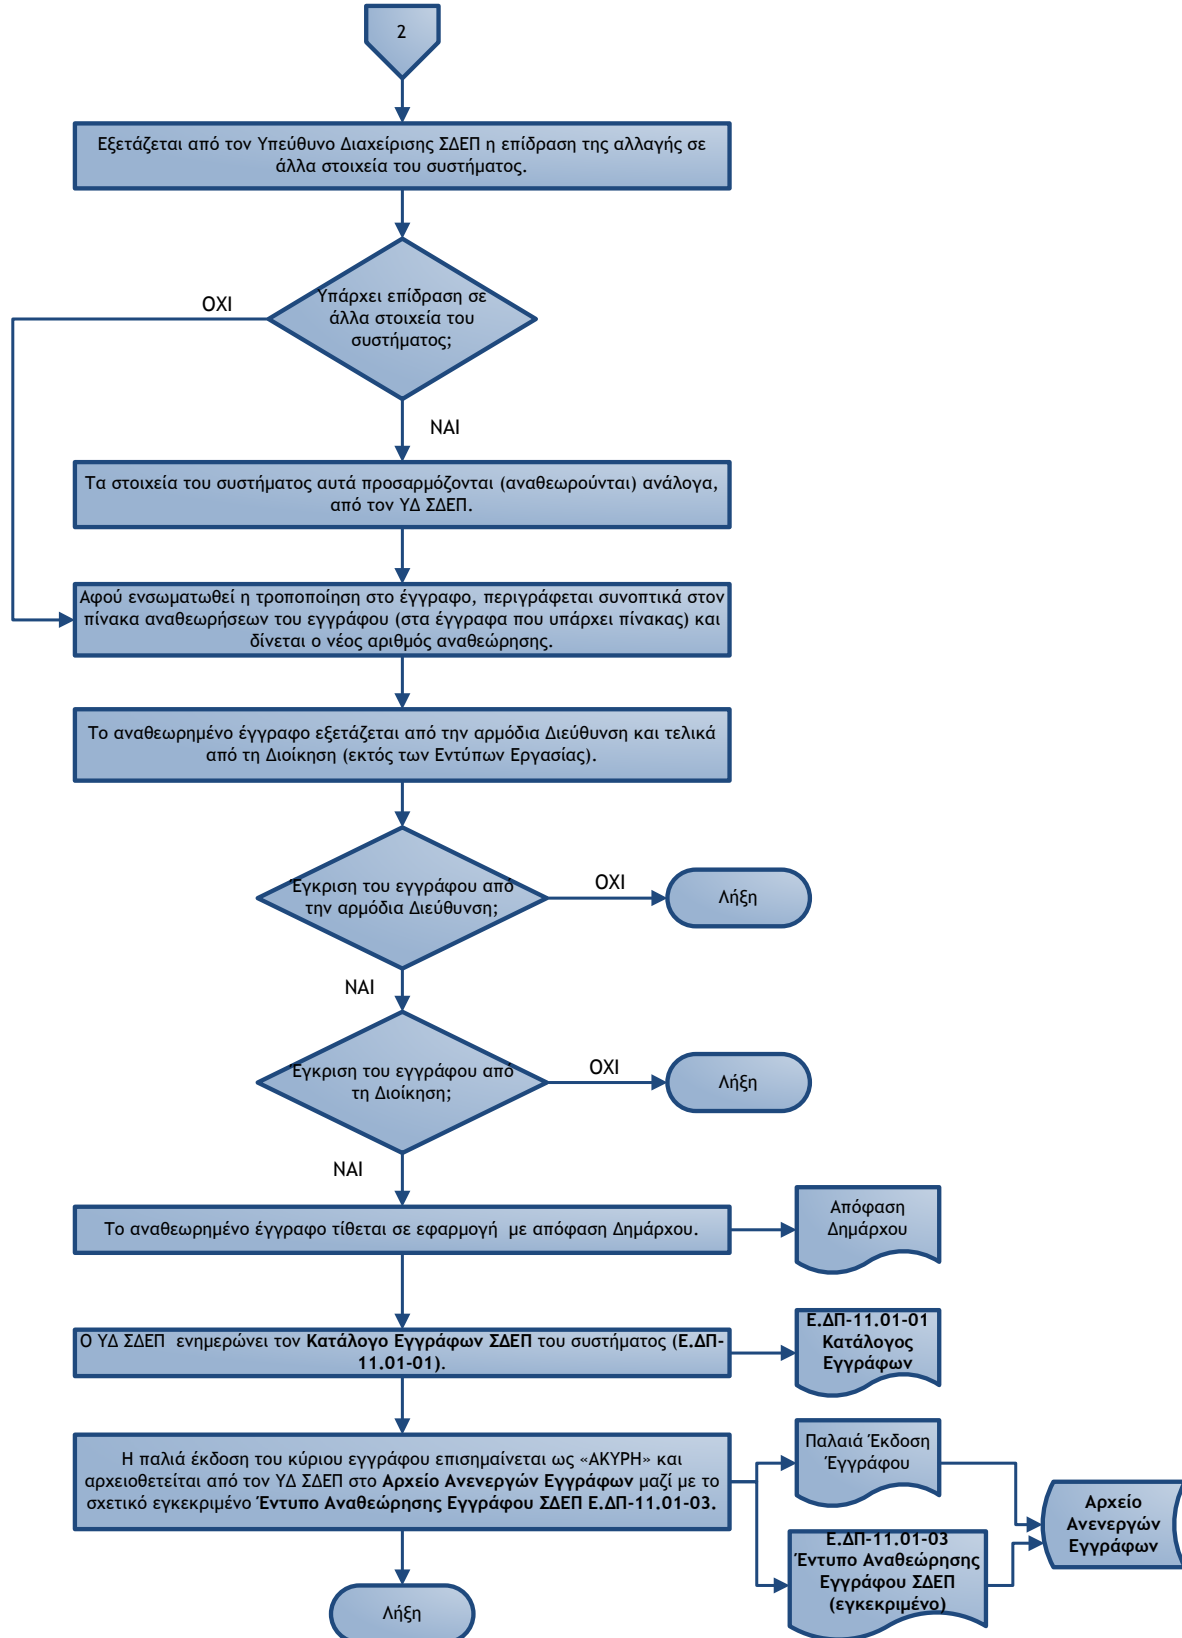 2
Εξετάζεται από τον Υπεύθυνο Διαχείρισης ΣΔΕΠ η επίδραση της αλλαγής σε
άλλα στοιχεία του συστήματος.
Υπάρχει επίδραση σε
άλλα στοιχεία του
συστήματος;
ΟΧΙ
ΝΑΙ
Τα στοιχεία του συστήματος αυτά προσαρμόζονται (αναθεωρούνται) ανάλογα,
από τον ΥΔ ΣΔΕΠ.
Αφού ενσωματωθεί η τροποποίηση στο έγγραφο, περιγράφεται συνοπτικά στον
πίνακα αναθεωρήσεων του εγγράφου (στα έγγραφα που υπάρχει πίνακας) και
δίνεται ο νέος αριθμός αναθεώρησης.
Το αναθεωρημένο έγγραφο εξετάζεται από την αρμόδια Διεύθυνση και τελικά
από τη Διοίκηση (εκτός των Εντύπων Εργασίας).
Έγκριση του εγγράφου από
την αρμόδια Διεύθυνση;
ΟΧΙ
Λήξη
ΝΑΙ
Έγκριση του εγγράφου από
τη Διοίκηση;
ΟΧΙ
Λήξη
ΝΑΙ
Το αναθεωρημένο έγγραφο τίθεται σε εφαρμογή με απόφαση Δημάρχου.
Απόφαση
Δημάρχου
Ο ΥΔ ΣΔΕΠ ενημερώνει τον Κατάλογο Εγγράφων ΣΔΕΠ του συστήματος (Ε.ΔΠ-
11.01-01).
Ε.ΔΠ-11.01-01
Κατάλογος
Εγγράφων
Η παλιά έκδοση του κύριου εγγράφου επισημαίνεται ως «ΑΚΥΡΗ» και
αρχειοθετείται από τον ΥΔ ΣΔΕΠ στο Αρχείο Ανενεργών Εγγράφων μαζί με το
σχετικό εγκεκριμένο Έντυπο Αναθεώρησης Εγγράφου ΣΔΕΠ Ε.ΔΠ-11.01-03.
Παλαιά Έκδοση
Έγγράφου
Ε.ΔΠ-11.01-03
Έντυπο Αναθεώρησης
Εγγράφου ΣΔΕΠ
(εγκεκριμένο)
Αρχείο
Ανενεργών
Εγγράφων
Λήξη